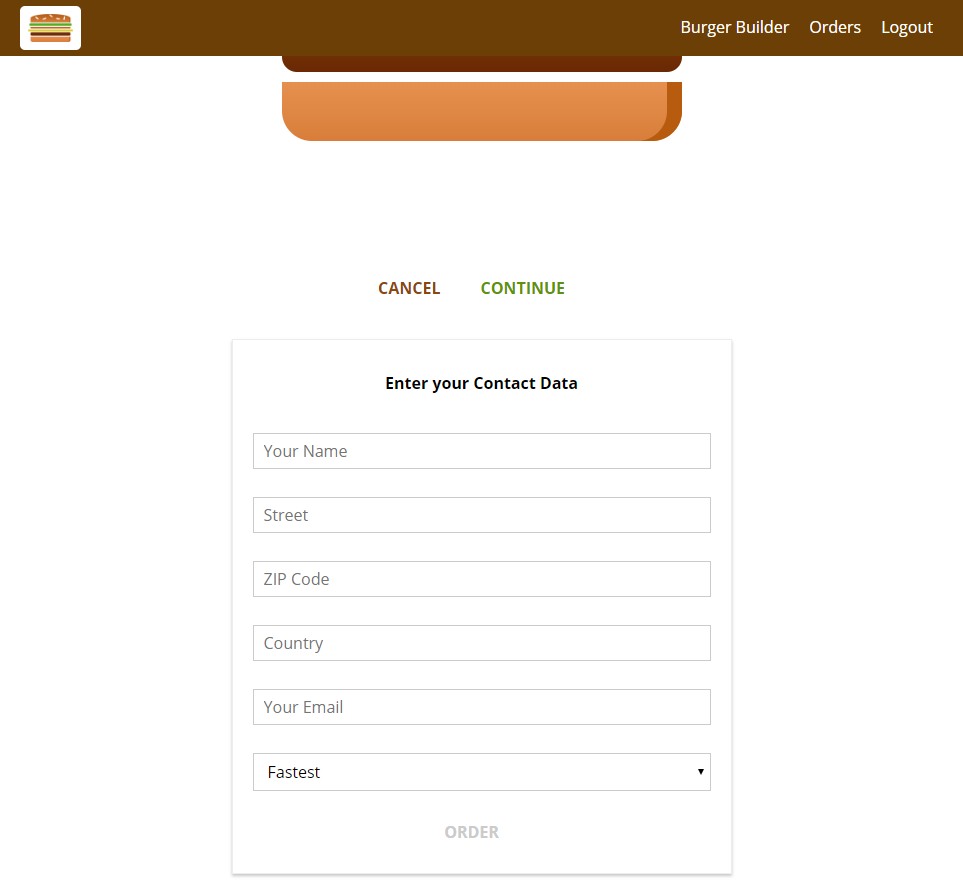 Burger Builder Orders Logout
CANCEL CONTINUE
Enter your Contact Data
Your Name
Street
ZIP Code
Country
Your Email
Fastest
ORDER